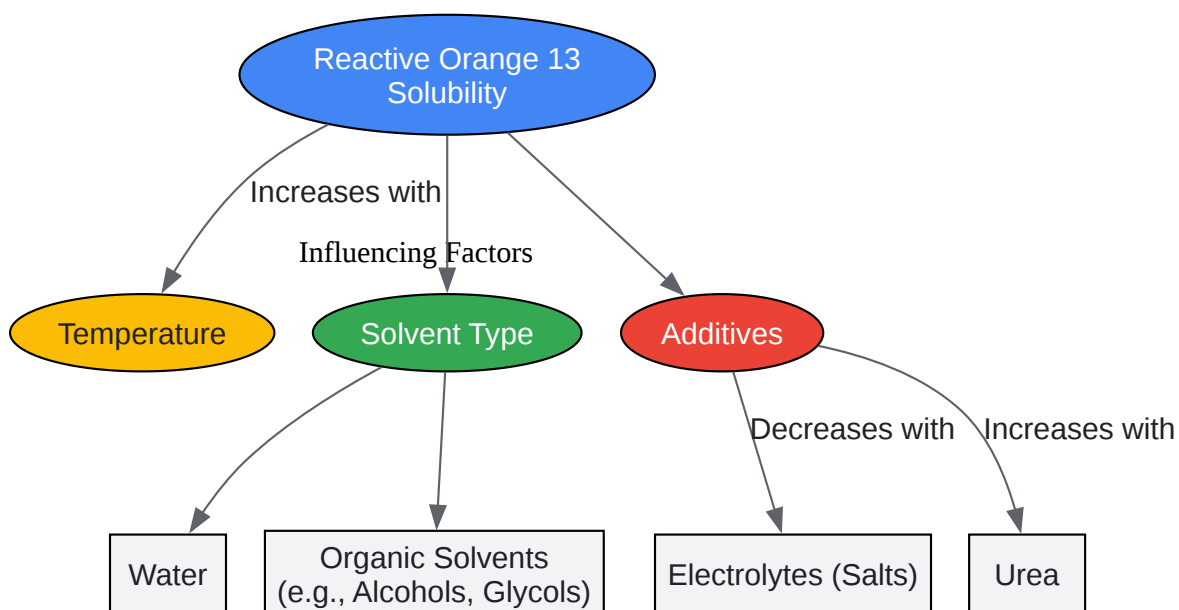 Reactive Orange 13
Solubility
Increases with
Influencing Factors
Temperature
Solvent Type
Additives
Decreases with
Increases with
Water
Organic Solvents
(e.g., Alcohols, Glycols)
Electrolytes (Salts)
Urea